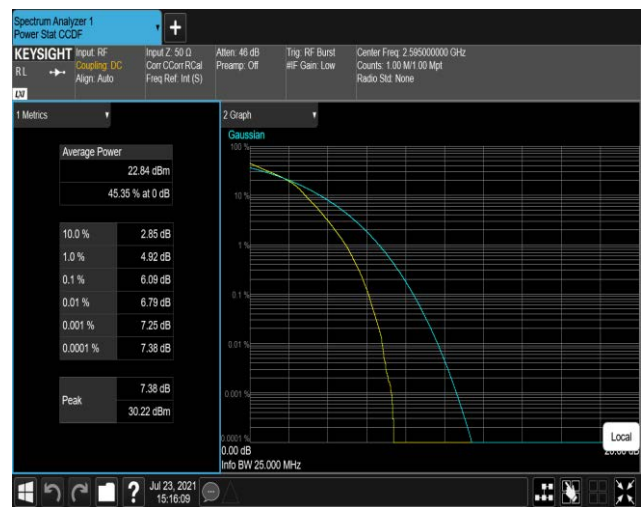 Spectrum Analyzer 1
Power Stat CCDF
+
KEYSIGHT Input: RF Input Z: 50 Ω Atten: 46 dB Trig: RF Burst Center Freq: 2.595000000 GHz
RL Coupling: DC Corr CCorr RCal Preamp: Off #IF Gain: Low Counts: 1.00 M/1.00 Mpt
Align: Auto Freq Ref: Int (S) Radio Std: None
LXI
1 Metrics
Average Power
22.84 dBm
45.35 % at 0 dB
10.0 % 2.85 dB
1.0 % 4.92 dB
0.1 % 6.09 dB
0.01 % 6.79 dB
0.001 % 7.25 dB
0.0001 % 7.38 dB
Peak 7.38 dB
30.22 dBm
2 Graph
Gaussian
100 %
10 %
1 %
0.1 %
0.01 %
0.001 %
0.0001 %
0.00 dB
Info BW 25.000 MHz
Local
?
Jul 23, 2021
15:16:09